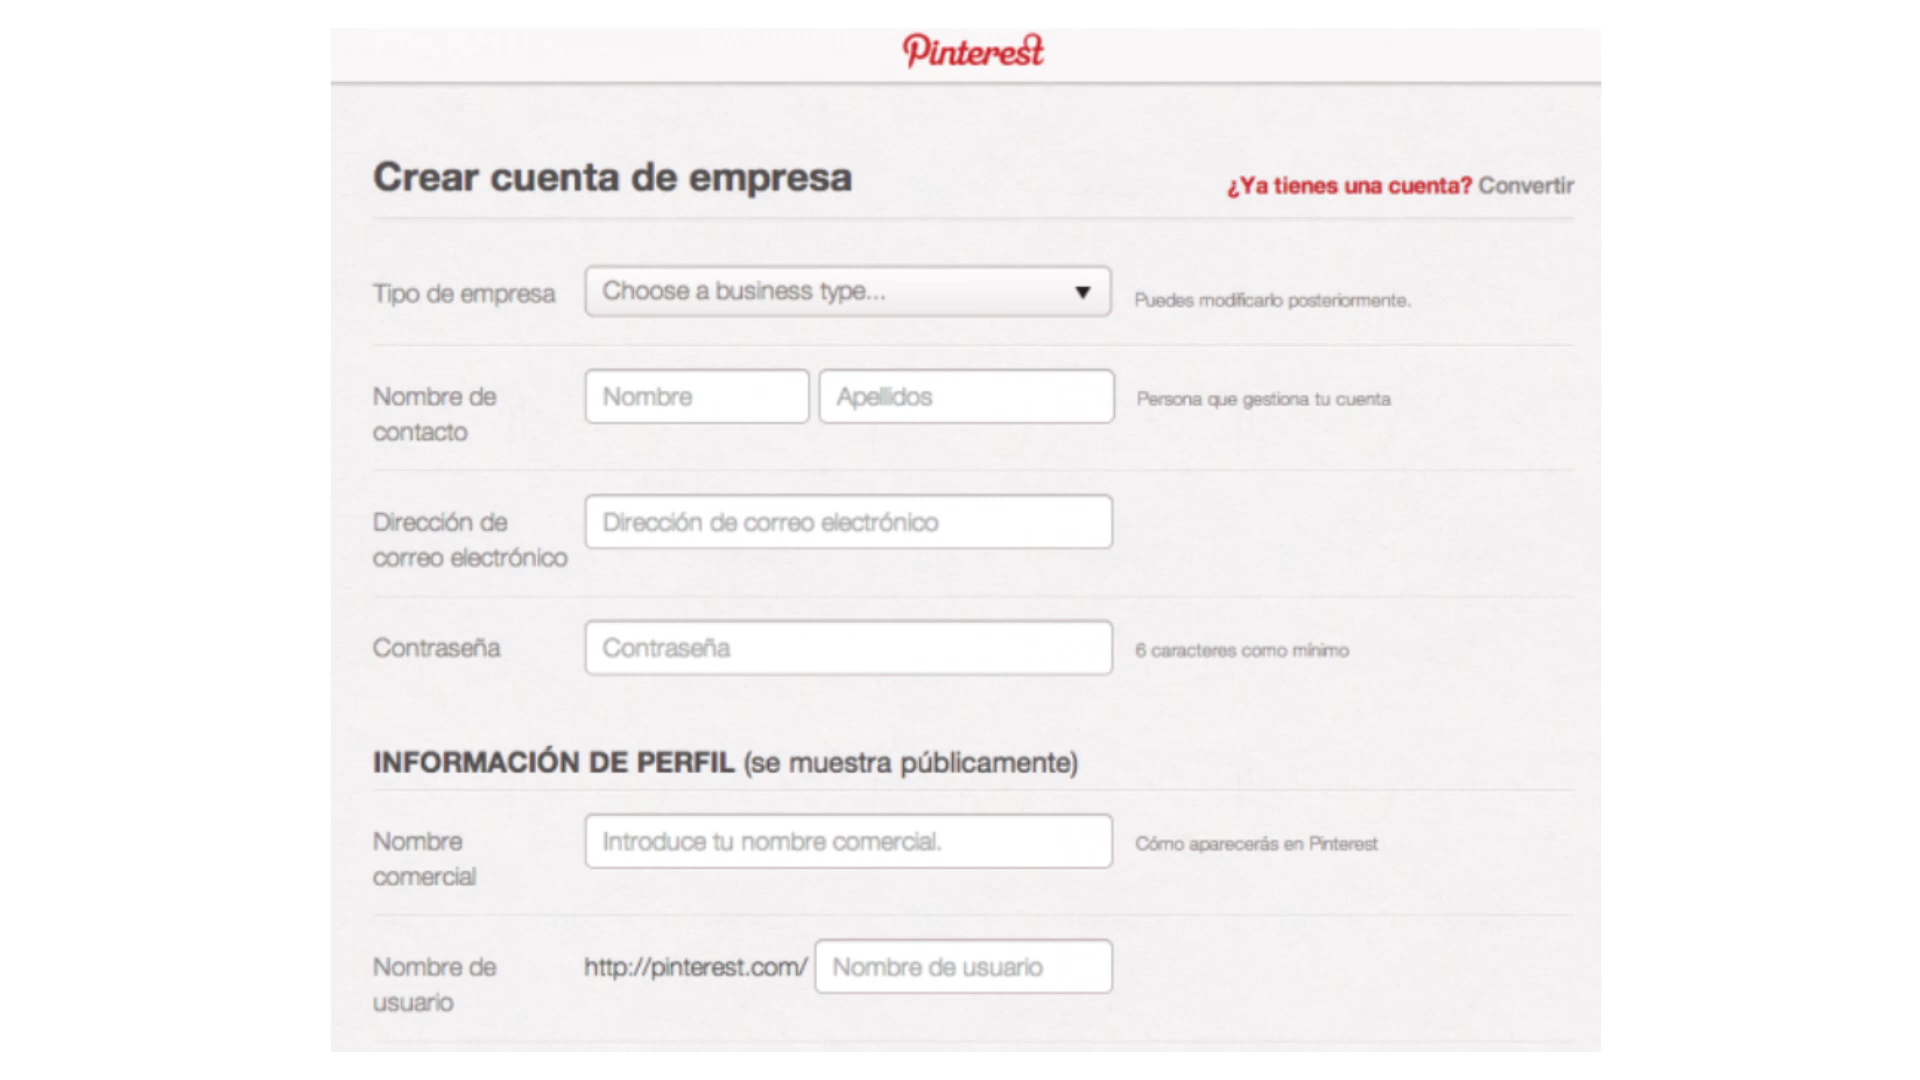 Pinterest
Crear cuenta de empresa
¿Ya tienes una cuenta? Convertir
Tipo de empresa
Choose a business type...
Puedes modificarlo posteriormente.
Nombre de
contacto
Nombre
Apellidos
Persona que gestiona tu cuenta
Dirección de
correo electrónico
Dirección de correo electrónico
Contraseña
Contraseña
6 caracteres como mínimo
INFORMACIÓN DE PERFIL (se muestra públicamente)
Nombre
comercial
Introduce tu nombre comercial.
Cómo aparecerás en Pinterest
Nombre de
usuario
http://pinterest.com/
Nombre de usuario